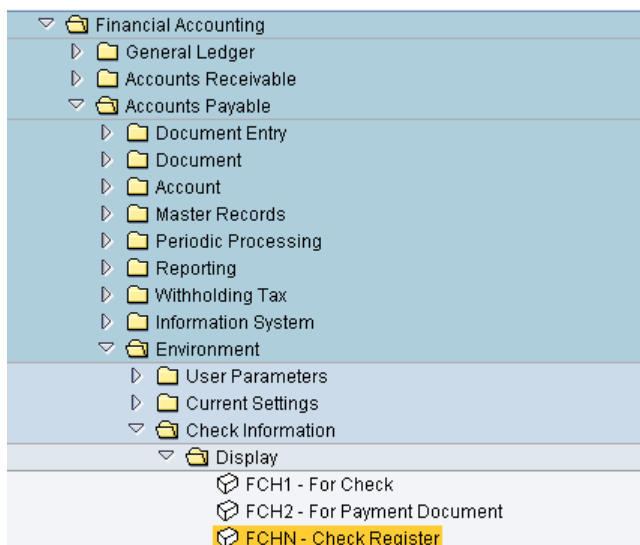 Financial Accounting
General Ledger
Accounts Receivable
Accounts Payable
Document Entry
Document
Account
Master Records
Periodic Processing
Reporting
Withholding Tax
Information System
Environment
User Parameters
Current Settings
Check Information
Display
FCH1 - For Check
FCH2 - For Payment Document
FCHN - Check Register